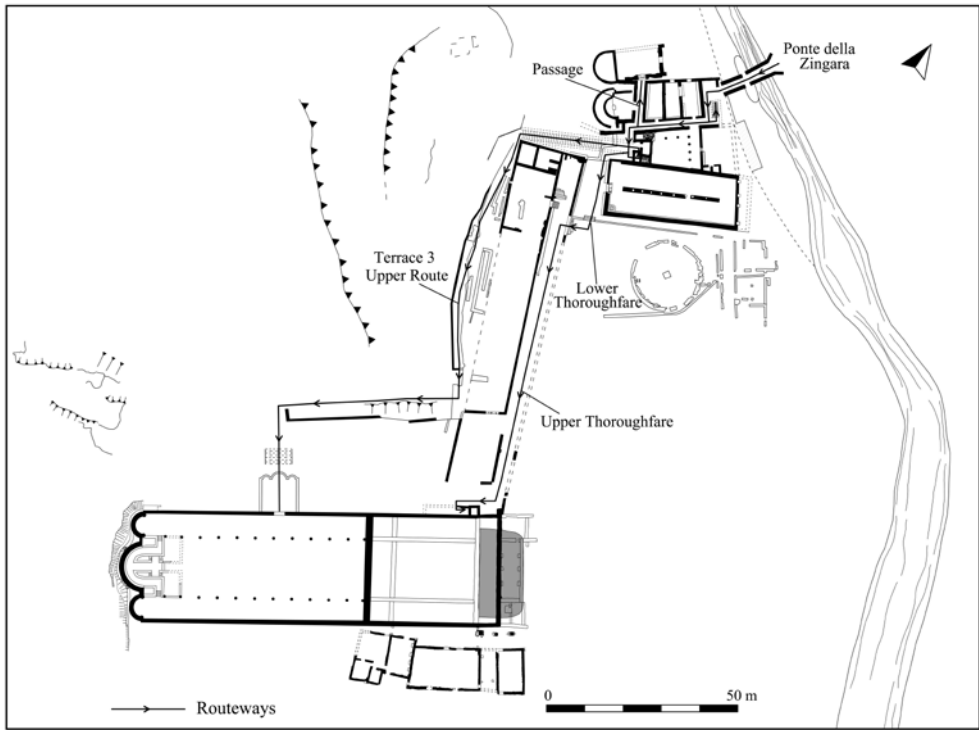 Ponte della
Zingara
Passage
Terrace 3
Upper Route
Lower
Thoroughfare
Upper Thoroughfare
0
50 m
Routeways